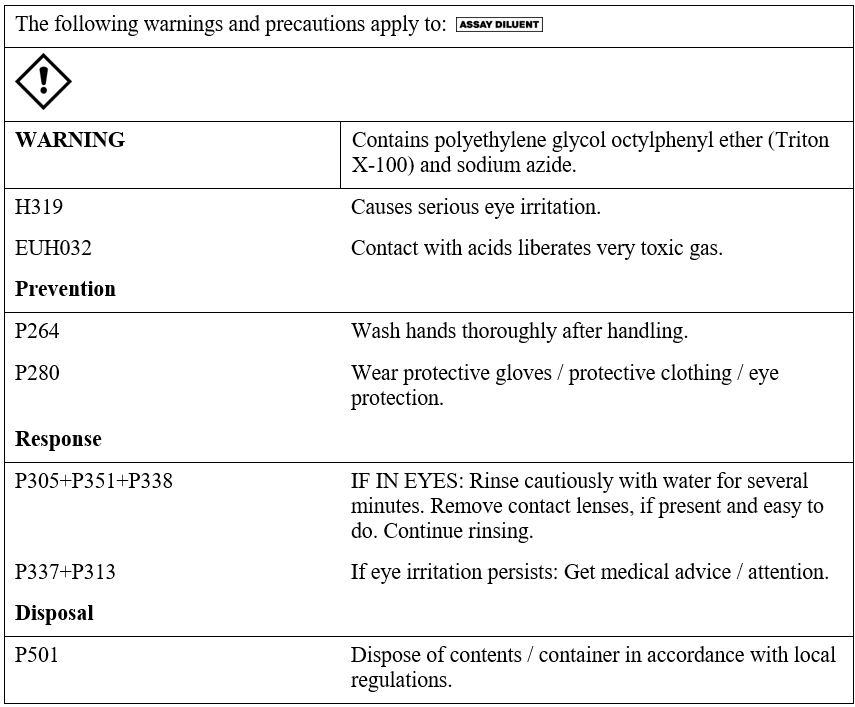 The following warnings and precautions apply to: ASSAY DILUENT
WARNING Contains polyethylene glycol octylphenyl ether (Triton
X-100) and sodium azide.
H319 Causes serious eye irritation.
EUH032 Contact with acids liberates very toxic gas.
Prevention
P264 Wash hands thoroughly after handling.
P280 Wear protective gloves / protective clothing / eye
protection.
Response
P305+P351+P338 IF IN EYES: Rinse cautiously with water for several
minutes. Remove contact lenses, if present and easy to
do. Continue rinsing.
P337+P313 If eye irritation persists: Get medical advice / attention.
Disposal
P501 Dispose of contents / container in accordance with local
regulations.